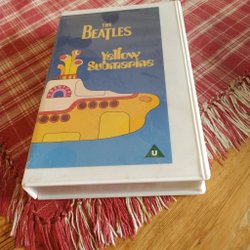 THE
BEATLES
Yellow
Submarine
U